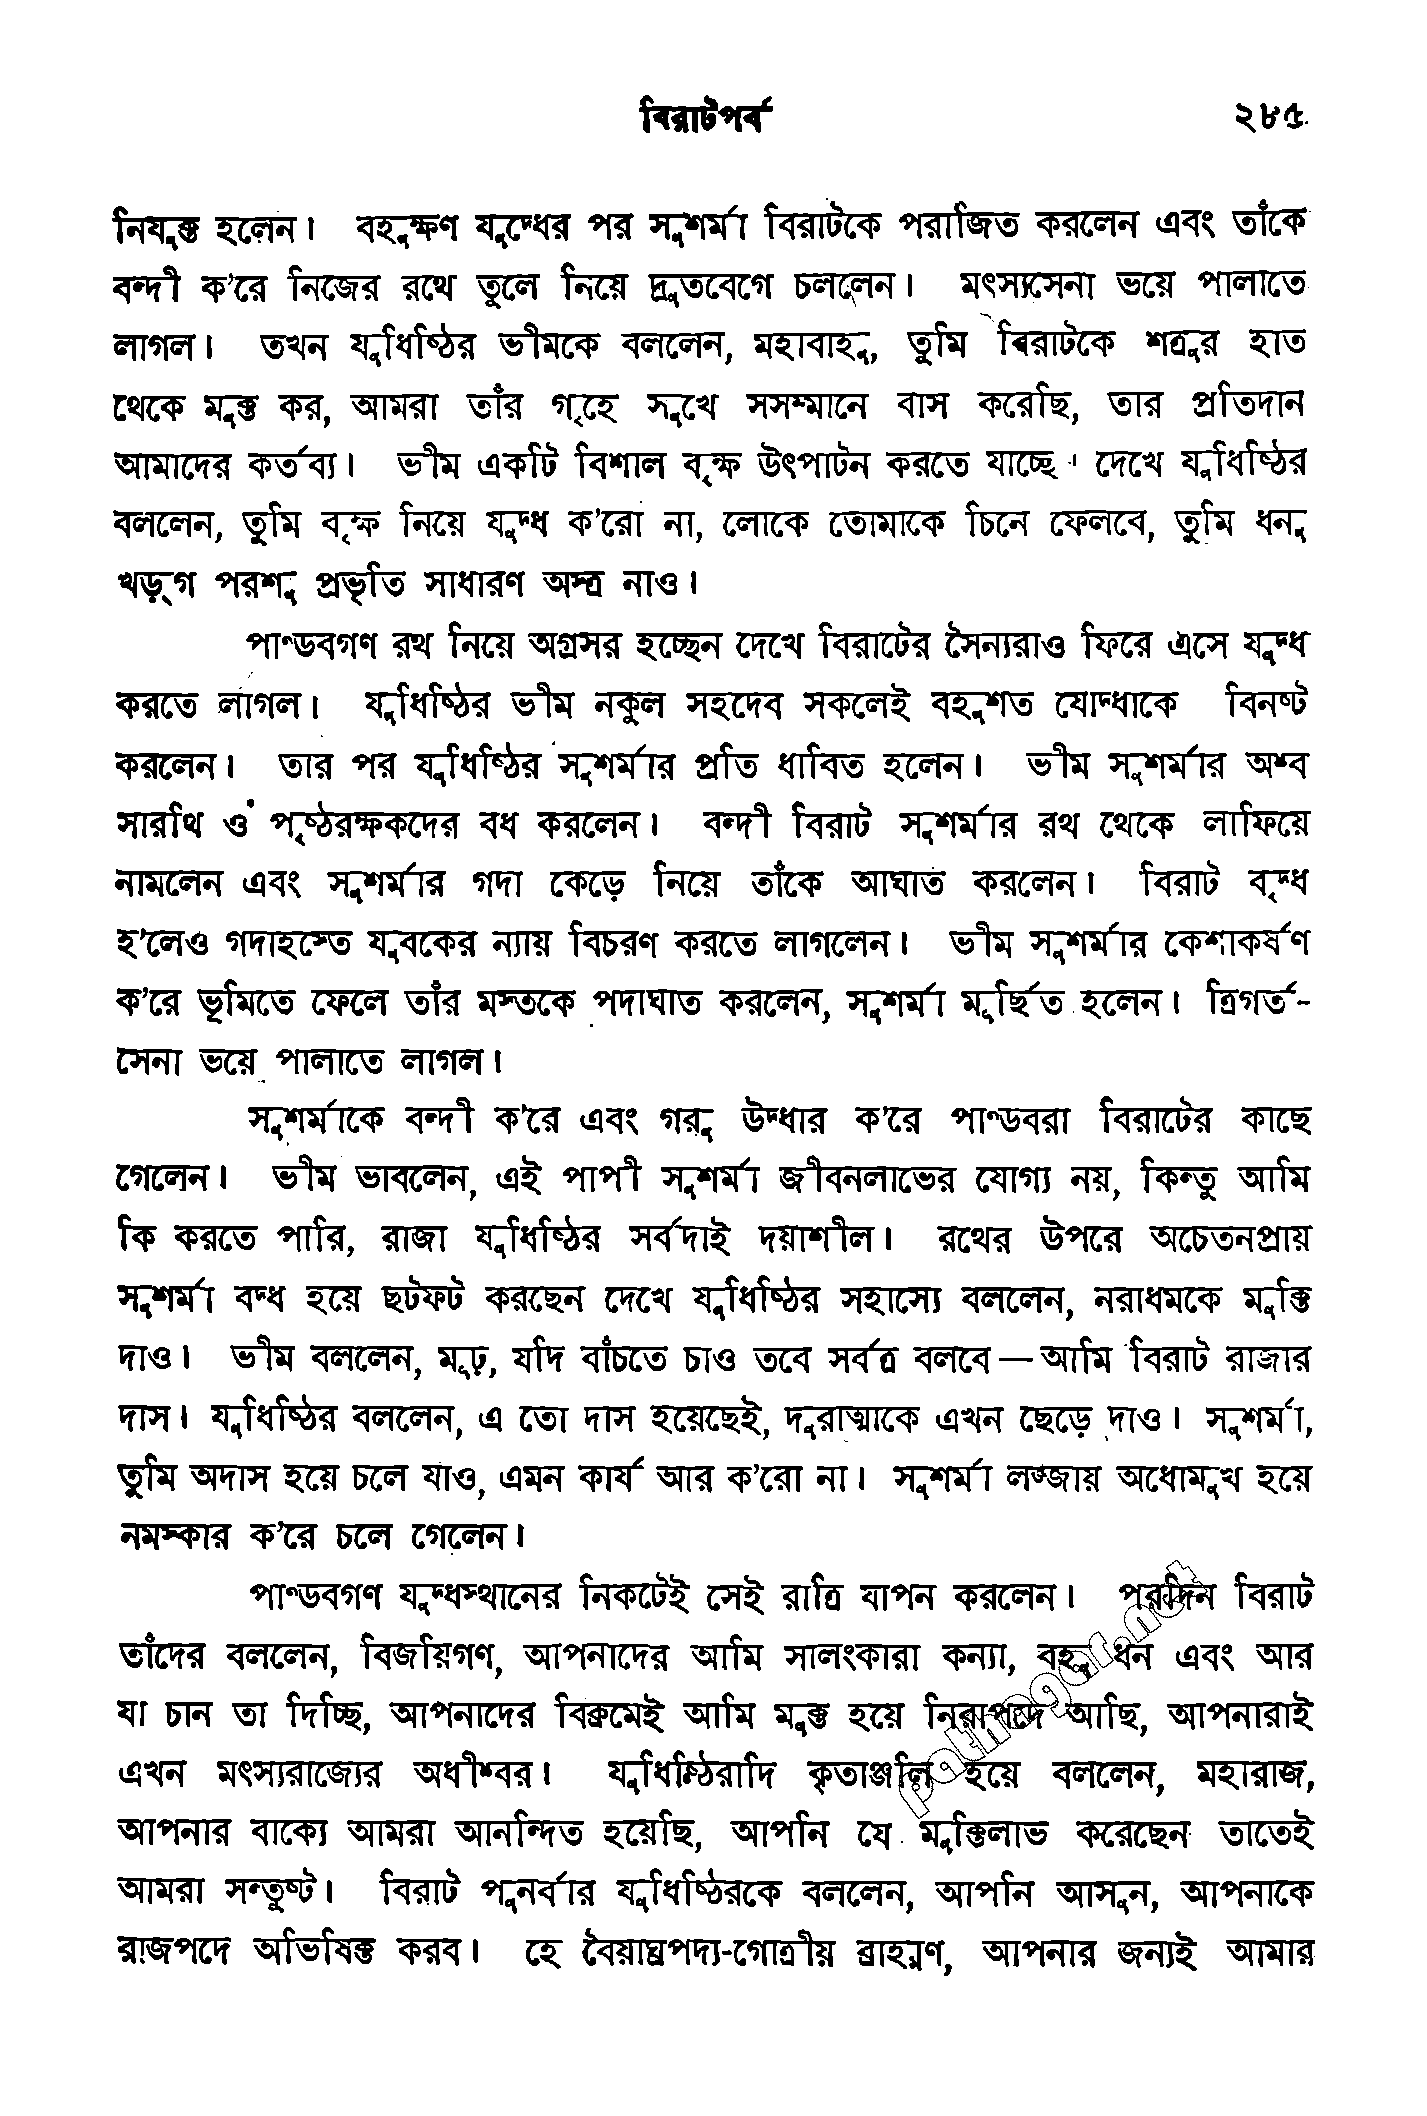 বিরাটপর্ব ২৮৫
নিযুক্ত হলেন। বহুক্ষণ যুদ্ধের পর সুশর্মা বিরাটকে পরাজিত করলেন এবং তাঁকে
বন্দী ক’রে নিজের রথে তুলে নিয়ে দ্রুতবেগে চললেন। মৎস্যসেনা ভয়ে পালাতে
লাগল। তখন যুধিষ্ঠির ভীমকে বললেন, মহাবাহু, তুমি বিরাটকে শত্রুর হাত
থেকে মুক্ত কর, আমরা তাঁর গৃহে সুখে সসম্মানে বাস করেছি, তার প্রতিদান
আমাদের কর্তব্য। ভীম একটি বিশাল বৃক্ষ উৎপাটন করতে যাচ্ছে। দেখে যুধিষ্ঠির
বললেন, তুমি বৃক্ষ নিয়ে যুদ্ধ ক’রো না, লোকে তোমাকে চিনে ফেলবে, তুমি ধনু
খড়্‌গ পরশু প্রভৃতি সাধারণ অস্ত্র নাও।
পাণ্ডবগণ রথ নিয়ে অগ্রসর হচ্ছেন দেখে বিরাটের সৈন্যরাও ফিরে এসে যুদ্ধ
করতে লাগল। যুধিষ্ঠির ভীম নকুল সহদেব সকলেই বহুশত যোদ্ধাকে বিনষ্ট
করলেন। তার পর যুধিষ্ঠির সুশর্মার প্রতি ধাবিত হলেন। ভীম সুশর্মার অশ্ব
সারথি ও পৃষ্ঠরক্ষকদের বধ করলেন। বন্দী বিরাট সুশর্মার রথ থেকে লাফিয়ে
নামলেন এবং সুশর্মার গদা কেড়ে নিয়ে তাঁকে আঘাত করলেন। বিরাট বৃদ্ধ
হ’লেও গদাহস্তে যুবকের ন্যায় বিচরণ করতে লাগলেন। ভীম সুশর্মার কেশাকর্ষণ
ক’রে ভূমিতে ফেলে তাঁর মস্তকে পদাঘাত করলেন, সুশর্মা মূর্ছিত হলেন। ত্রিগর্ত-
সেনা ভয়ে পালাতে লাগল।
সুশর্মাকে বন্দী ক’রে এবং গরু উদ্ধার ক’রে পাণ্ডবরা বিরাটের কাছে
গেলেন। ভীম ভাবলেন, এই পাপী সুশর্মা জীবনলাভের যোগ্য নয়, কিন্তু আমি
কি করতে পারি, রাজা যুধিষ্ঠির সর্বদাই দয়াশীল। রথের উপরে অচেতনপ্রায়
সুশর্মা বদ্ধ হয়ে ছটফট করছেন দেখে যুধিষ্ঠির সহাস্যে বললেন, নরাধমকে মুক্তি
দাও। ভীম বললেন, মূঢ়, যদি বাঁচতে চাও তবে সর্বত্র বলবে — আমি বিরাট রাজার
দাস। যুধিষ্ঠির বললেন, এ তো দাস হয়েছেই, দুরাত্মাকে এখন ছেড়ে দাও। সুশর্মা,
তুমি অদাস হয়ে চলে যাও, এমন কার্য আর ক’রো না। সুশর্মা লজ্জায় অধোমুখ হয়ে
নমস্কার ক’রে চলে গেলেন।
পাণ্ডবগণ যুদ্ধস্থানের নিকটেই সেই রাত্রি যাপন করলেন। পরদিন বিরাট
তাঁদের বললেন, বিজয়িগণ, আপনাদের আমি সালংকারা কন্যা, বহু ধন এবং আর
যা চান তা দিচ্ছি, আপনাদের বিক্রমেই আমি মুক্ত হয়ে নিরাপদে আছি, আপনারাই
এখন মৎস্যরাজ্যের অধীশ্বর। যুধিষ্ঠিরাদি কৃতাঞ্জলি হয়ে বললেন, মহারাজ,
আপনার বাক্যে আমরা আনন্দিত হয়েছি, আপনি যে মুক্তিলাভ করেছেন তাতেই
আমরা সন্তুষ্ট। বিরাট পুনর্বার যুধিষ্ঠিরকে বললেন, আপনি আসুন, আপনাকে
রাজপদে অভিষিক্ত করব। হে বৈয়াঘ্রপদ্য-গোত্রীয় ব্রাহ্মণ, আপনার জন্যই আমার
pathagar.net